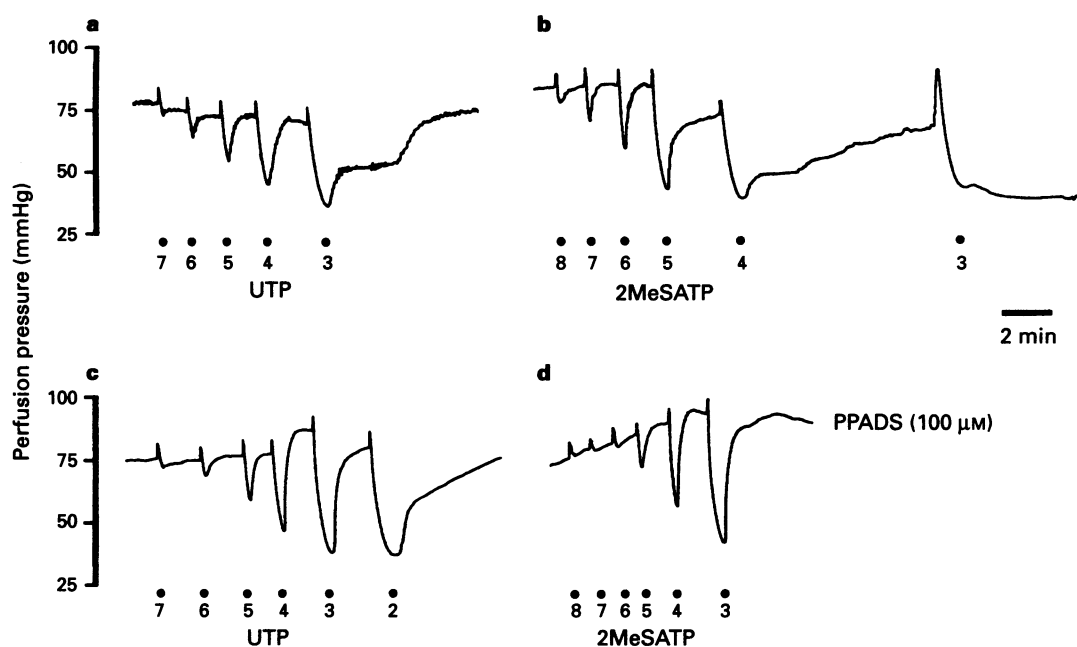 a
b
Perfusion pressure (mmHg)
100
75
50
25
7 6 5 4 3
UTP
8 7 6 5 4 3
2MeSATP
2 min
c
d
100
75
50
25
PPADS (100 µM)
7 6 5 4 3 2
UTP
8 7 6 5 4 3
2MeSATP